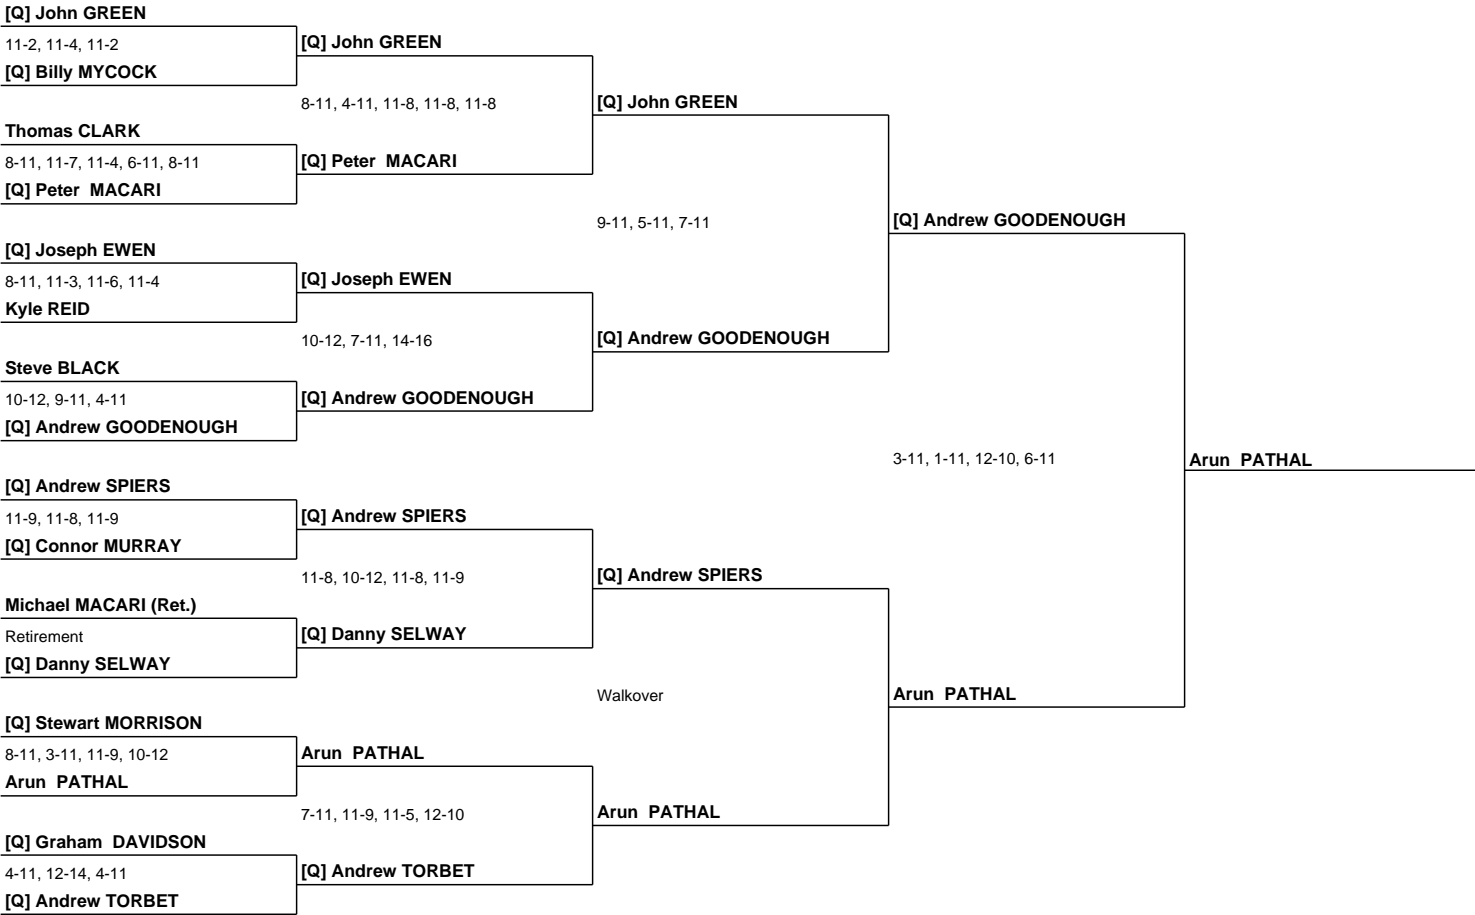 [Q] John GREEN
11-2, 11-4, 11-2
[Q] Billy MYCOCK
Thomas CLARK
8-11, 11-7, 11-4, 6-11, 8-11
[Q] Peter MACARI
[Q] Joseph EWEN
8-11, 11-3, 11-6, 11-4
Kyle REID
Steve BLACK
10-12, 9-11, 4-11
[Q] Andrew GOODENOUGH
[Q] Andrew SPIERS
11-9, 11-8, 11-9
[Q] Connor MURRAY
Michael MACARI (Ret.)
Retirement
[Q] Danny SELWAY
[Q] Stewart MORRISON
8-11, 3-11, 11-9, 10-12
Arun PATHAL
[Q] Graham DAVIDSON
4-11, 12-14, 4-11
[Q] Andrew TORBET
[Q] John GREEN
8-11, 4-11, 11-8, 11-8, 11-8
[Q] Peter MACARI
[Q] Joseph EWEN
10-12, 7-11, 14-16
[Q] Andrew GOODENOUGH
[Q] Andrew SPIERS
11-8, 10-12, 11-8, 11-9
[Q] Danny SELWAY
Arun PATHAL
7-11, 11-9, 11-5, 12-10
[Q] Andrew TORBET
[Q] John GREEN
9-11, 5-11, 7-11
[Q] Andrew GOODENOUGH
[Q] Andrew SPIERS
Walkover
Arun PATHAL
[Q] Andrew GOODENOUGH
3-11, 1-11, 12-10, 6-11
Arun PATHAL
Arun PATHAL